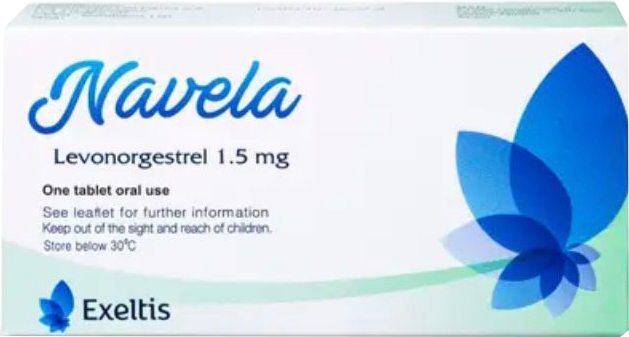 Navela
Levonorgestrel 1.5 mg
One tablet oral use
See leaflet for further information
Keep out of the sight and reach of children.
Store below 30⁰C
Exeltis